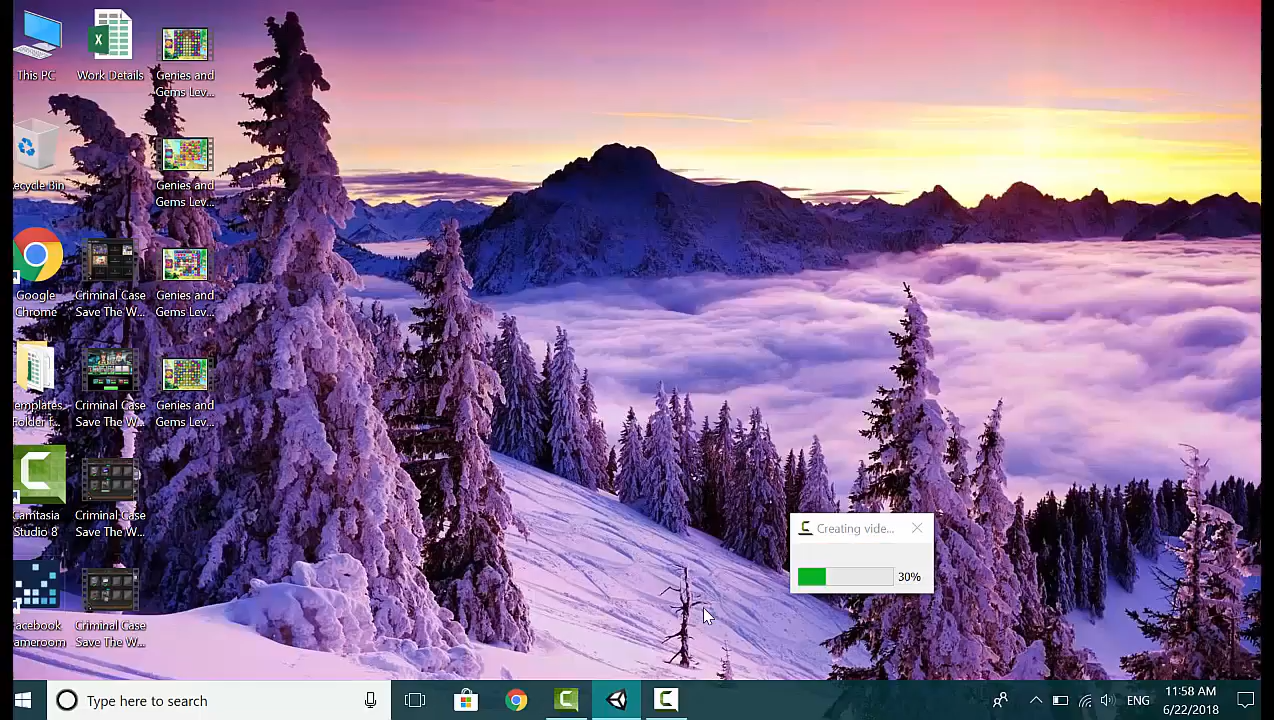 This PC
Work Details
Genies and
Gems Lev...
ecycle Bin
Genies and
Gems Lev...
Google
Chrome
Criminal Case
Save The W...
Genies and
Gems Lev...
emplates
Folder f...
Criminal Case
Save The W...
Genies and
Gems Lev...
Camtasia
Studio 8
Criminal Case
Save The W...
acebook
ameroom
Criminal Case
Save The W...
Creating vide...
30%
Type here to search
ENG
11:58 AM
6/22/2018